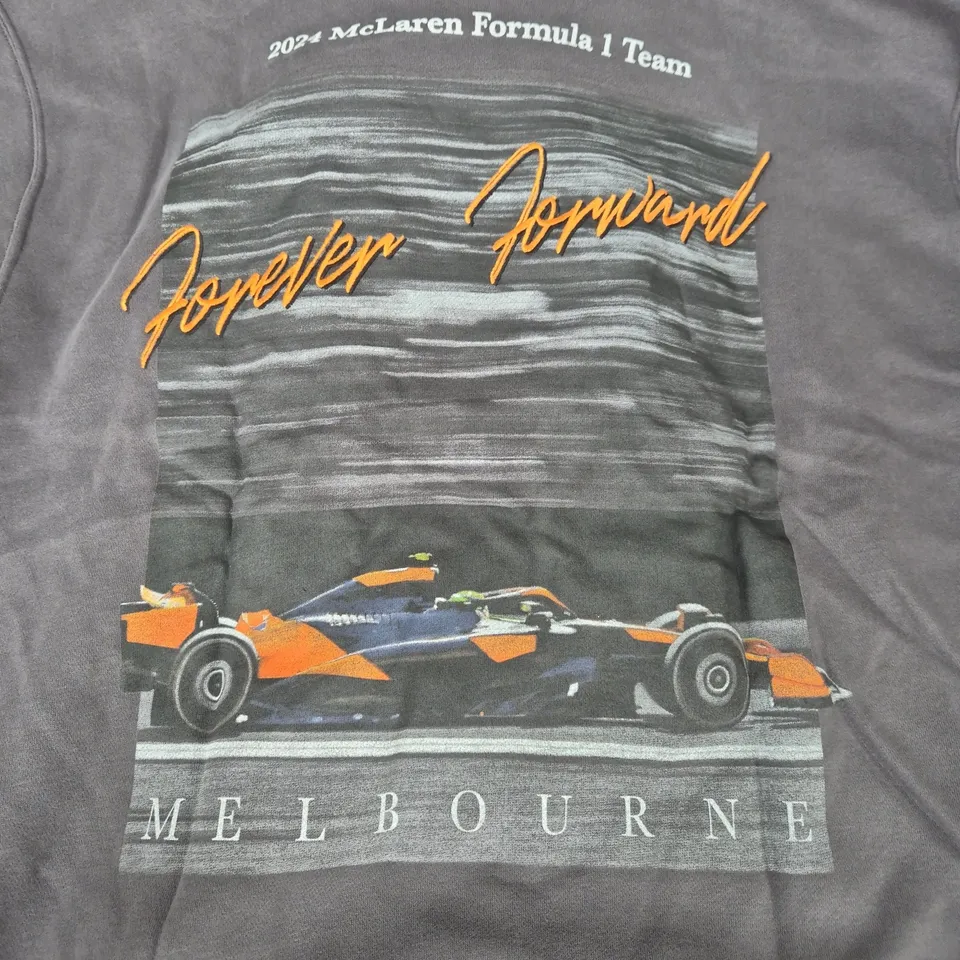 2024 McLaren Formula 1 Team
Forever Forward
MELBOURNE